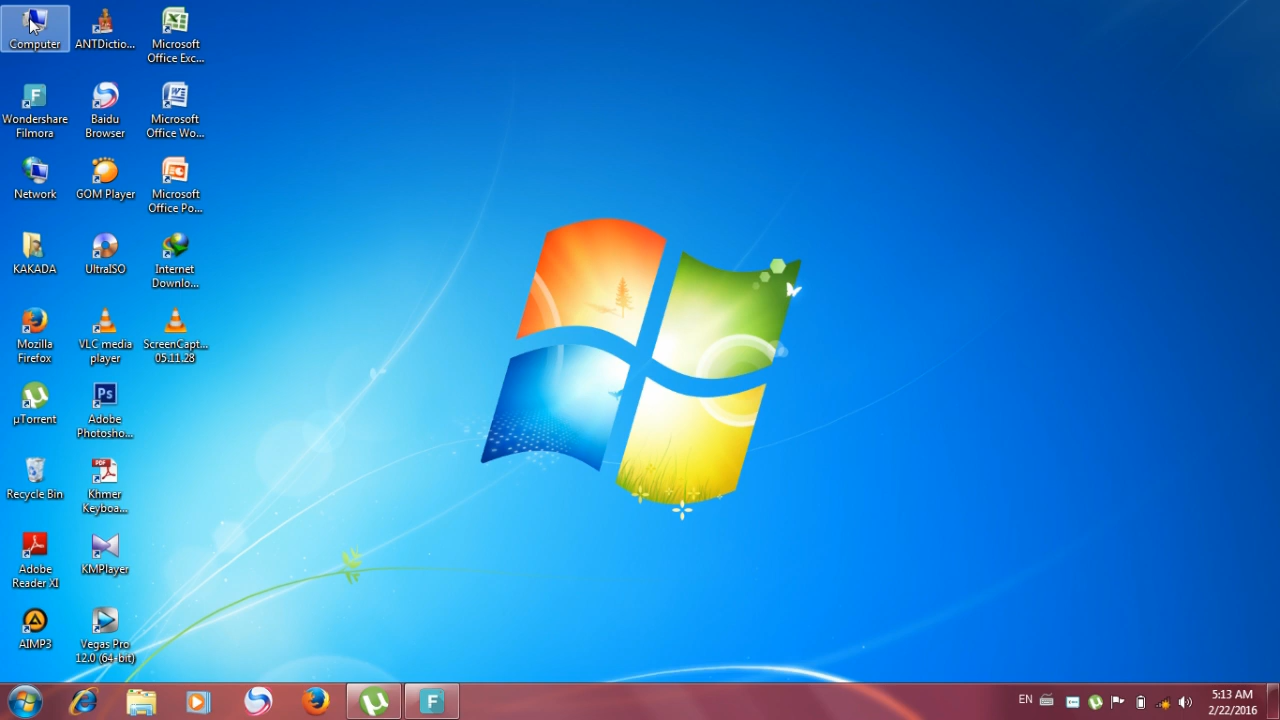 Computer
ANTDictio...
Microsoft
Office Exc...
Wondershare
Filmora
Baidu
Browser
Microsoft
Office Wo...
Network
GOM Player
Microsoft
Office Po...
KAKADA
UltraISO
Internet
Downlo...
Mozilla
Firefox
VLC media
player
ScreenCapt...
05.11.28
µTorrent
Adobe
Photosho...
Recycle Bin
Khmer
Keyboa...
Adobe
Reader XI
KMPlayer
AIMP3
Vegas Pro
12.0 (64-bit)
EN
5:13 AM
2/22/2016